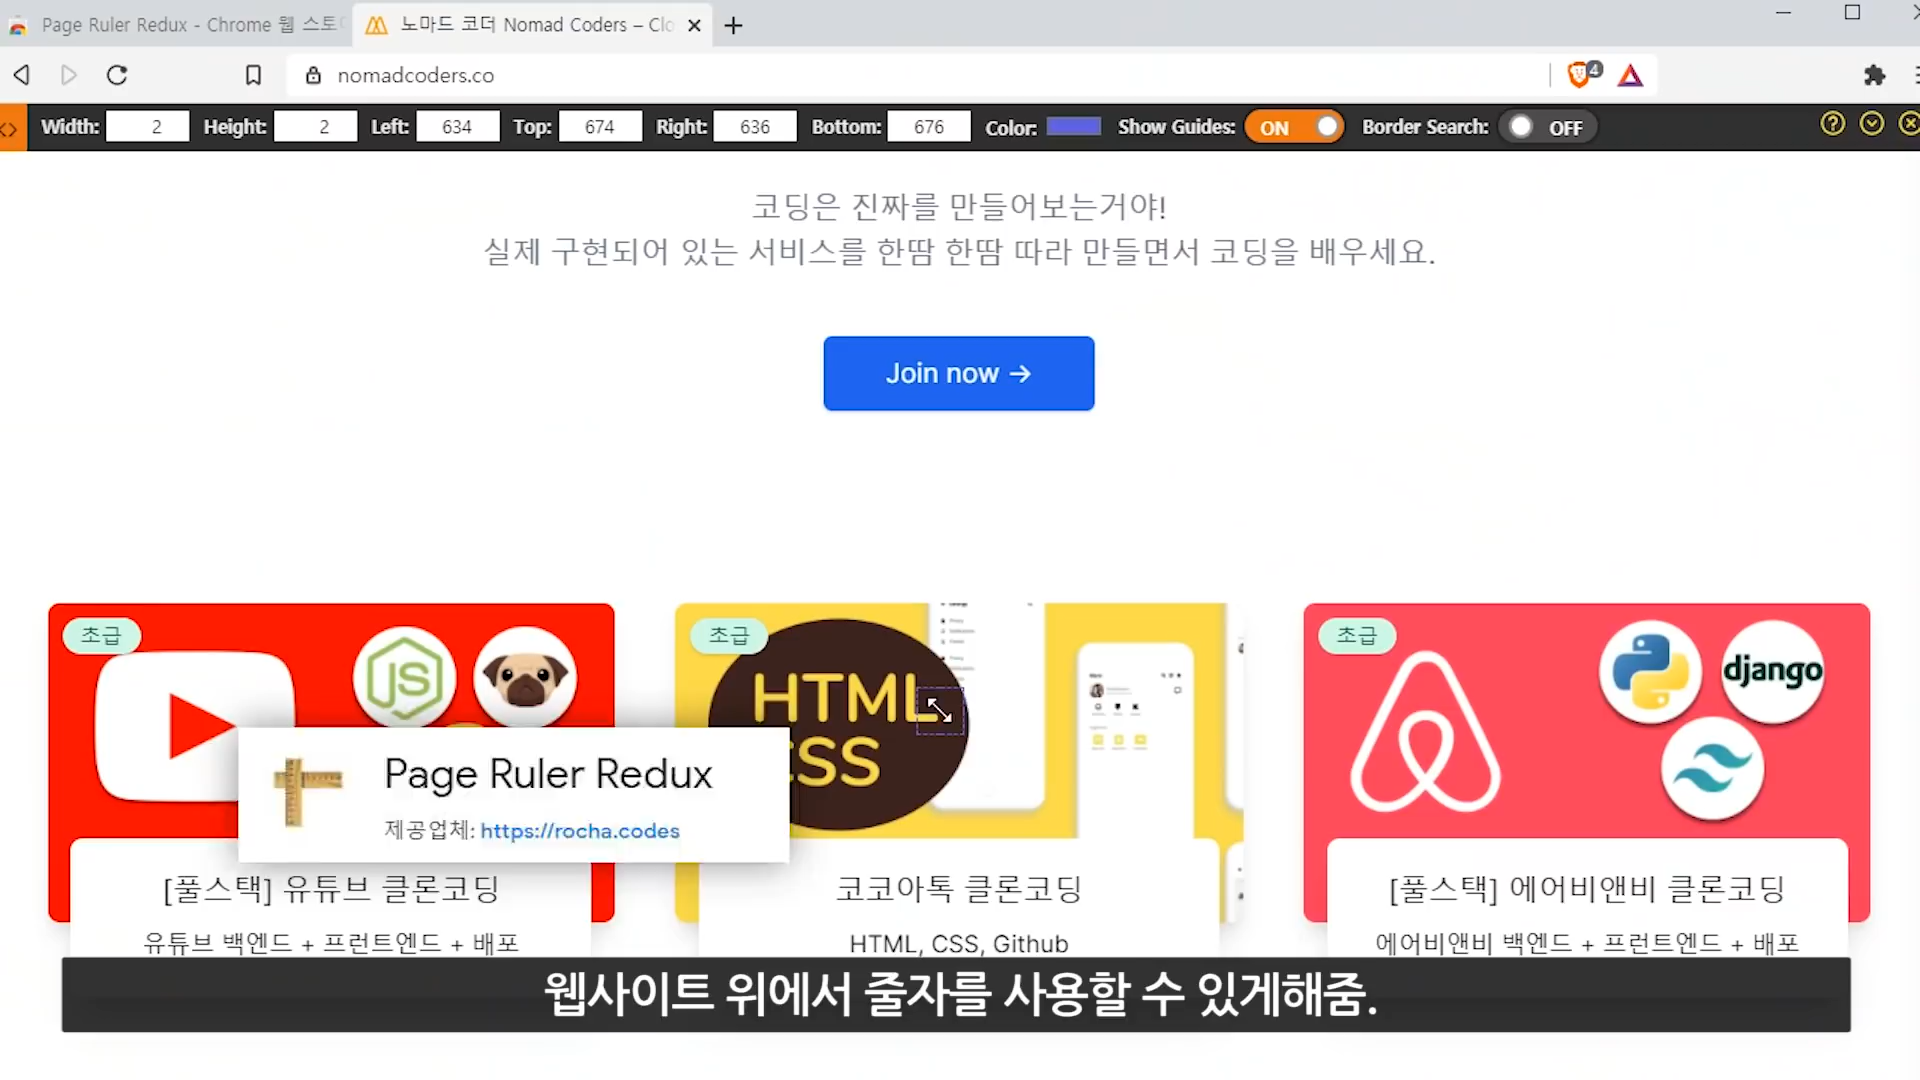 Page Ruler Redux - Chrome 웹 스토
노마드 코더 Nomad Coders – Clo
nomadcoders.co
4
Width: 2 Height: 2 Left: 634 Top: 674 Right: 636 Bottom: 676 Color: Show Guides: ON Border Search: OFF
코딩은 진짜를 만들어보는거야!
실제 구현되어 있는 서비스를 한땀 한땀 따라 만들면서 코딩을 배우세요.
Join now →
초급
JS
초급
HTML
CSS
초급
django
Page Ruler Redux
제공업체: https://rocha.codes
[풀스택] 유튜브 클론코딩
유튜브 백엔드 + 프런트엔드 + 배포
코코아톡 클론코딩
HTML, CSS, Github
[풀스택] 에어비앤비 클론코딩
에어비앤비 백엔드 + 프런트엔드 + 배포
웹사이트 위에서 줄자를 사용할 수 있게해줌.